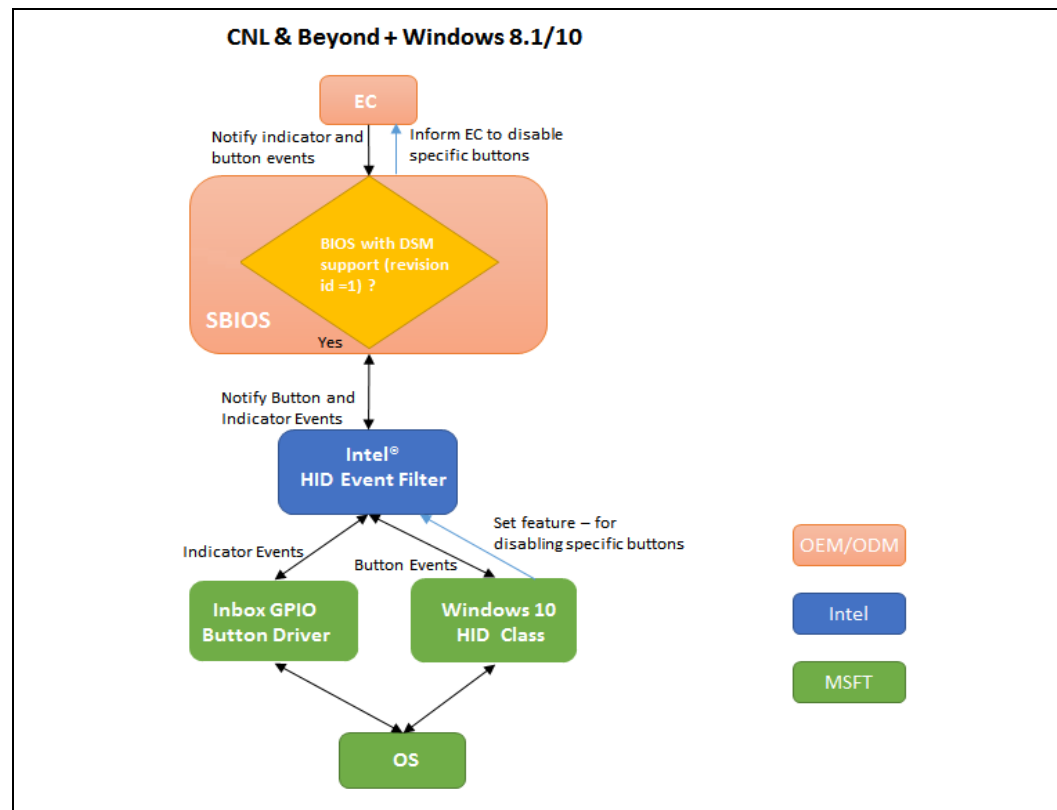 CNL & Beyond + Windows 8.1/10
EC
Notify indicator and
button events
Inform EC to disable
specific buttons
BIOS with DSM
support (revision
id =1) ?
SBIOS
Yes
Notify Button and
Indicator Events
Intel®
HID Event Filter
Set feature – for
disabling specific buttons
Indicator Events
Button Events
Inbox GPIO
Button Driver
Windows 10
HID Class
OS
OEM/ODM
Intel
MSFT